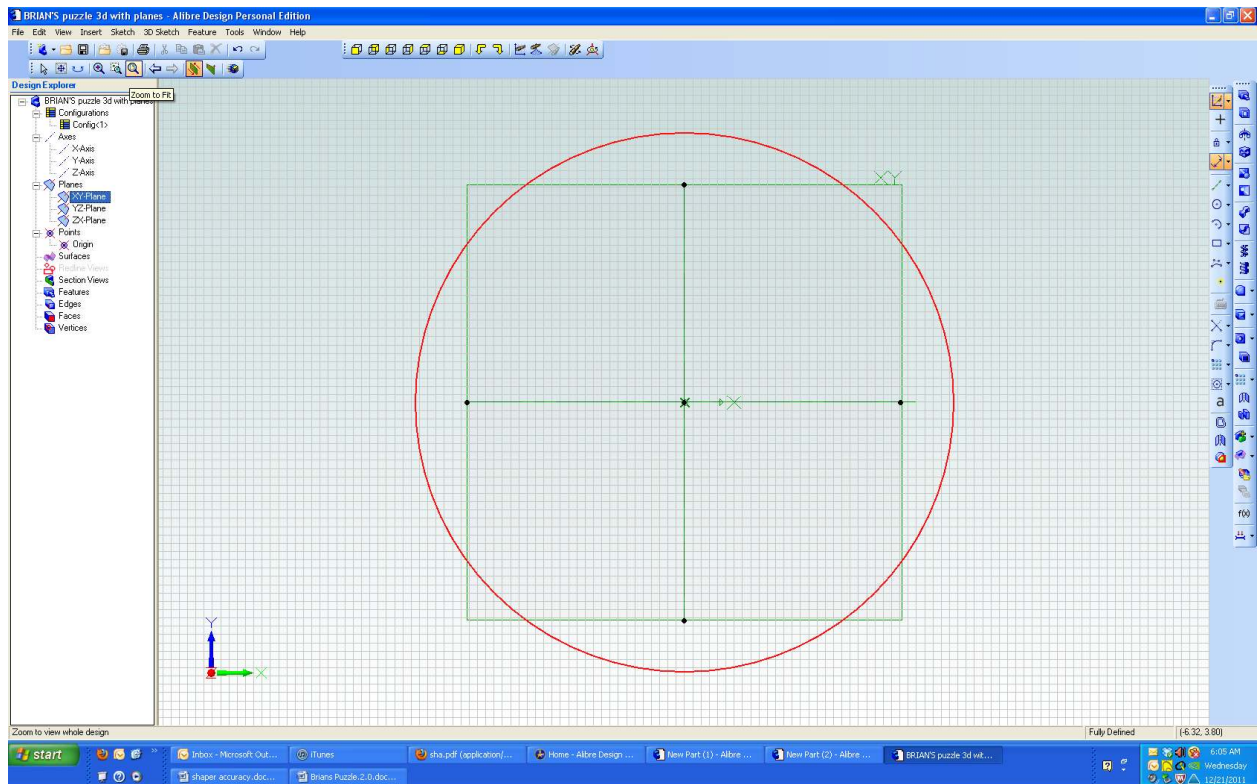 BRIAN'S puzzle 3d with planes - Alibre Design Personal Edition
File Edit View Insert Sketch 3D Sketch Feature Tools Window Help
Design Explorer
Zoom to Fit
BRIAN'S puzzle 3d with planes
Configurations
Config<1>
Axes
X-Axis
Y-Axis
Z-Axis
Planes
XY-Plane
YZ-Plane
ZX-Plane
Points
Origin
Surfaces
Redline Views
Section Views
Features
Edges
Faces
Vertices
XY
X
Y
X
a
f(x)
Zoom to view whole design
Fully Defined
(-6.32, 3.80)
start
Inbox - Microsoft Out...
iTunes
sha.pdf (application/...
Home - Alibre Design ...
New Part (1) - Alibre ...
New Part (2) - Alibre ...
BRIAN'S puzzle 3d wit...
6:05 AM
shaper accuracy.doc...
Brians Puzzle.2.0.doc...
Wednesday
12/21/2011